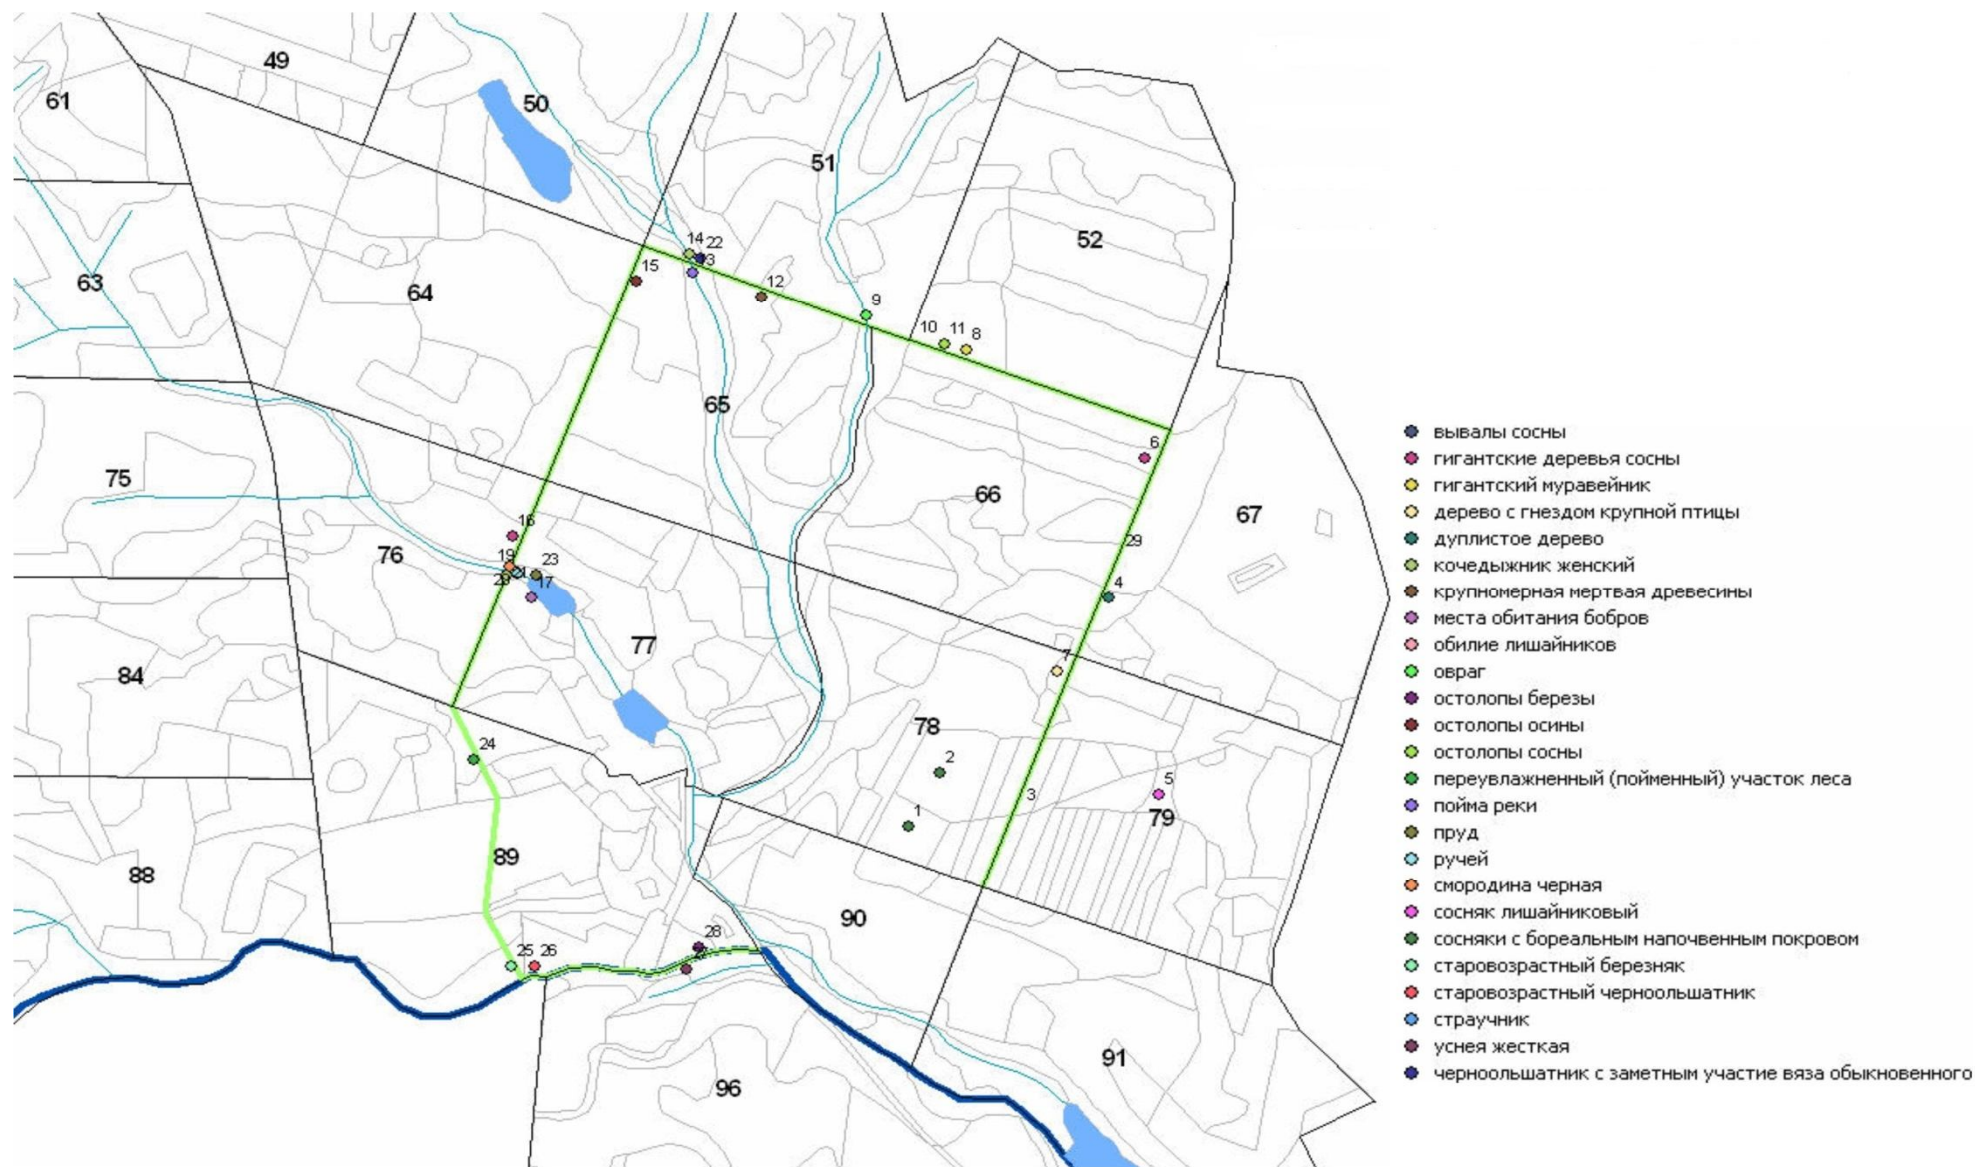 49
61
50
51
52
14
22
15
13
63
64
12
9
10
11
8
65
6
75
66
67
16
29
76
19
21
23
20
17
4
77
7
84
78
24
2
5
3
1
79
89
88
90
28
25
26
91
96
вывалы сосны
гигантские деревья сосны
гигантский муравейник
дерево с гнездом крупной птицы
дуплистое дерево
кочедыжник женский
крупномерная мертвая древесины
места обитания бобров
обилие лишайников
овраг
остолопы березы
остолопы осины
остолопы сосны
переувлажненный (пойменный) участок леса
пойма реки
пруд
ручей
смородина черная
сосняк лишайниковый
сосняки с бореальным напочвенным покровом
старовозрастный березняк
старовозрастный черноольшатник
страучник
уснея жесткая
черноольшатник с заметным участие вяза обыкновенного